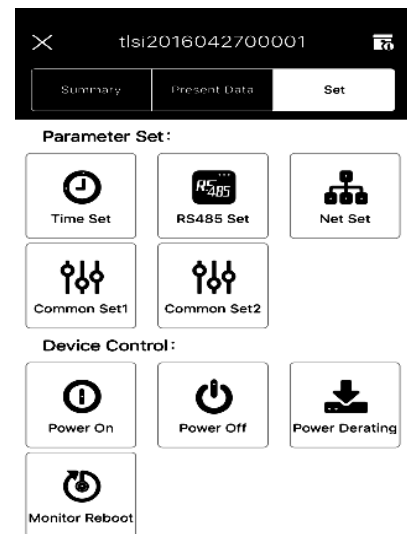 tlsi2016042700001
Summary Present Data Set
Parameter Set:
RS485
Time Set RS485 Set Net Set
Common Set1 Common Set2
Device Control:
Power On Power Off Power Derating
Monitor Reboot